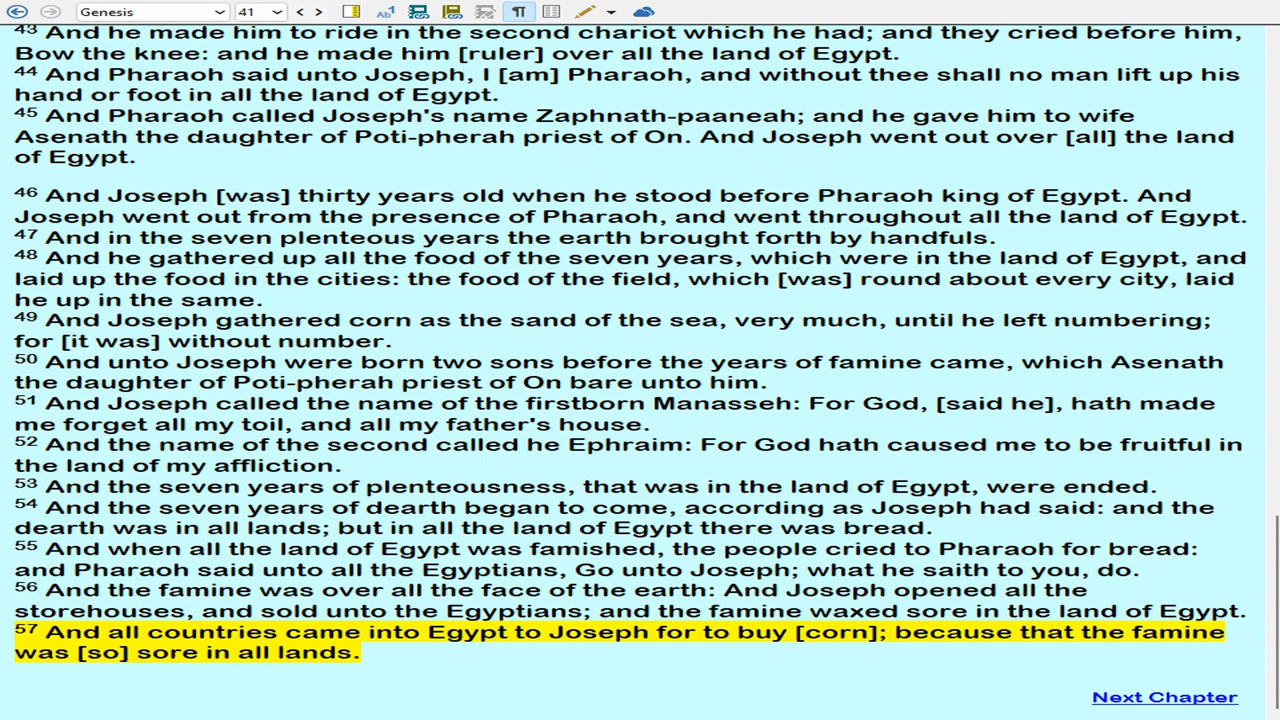 Genesis 41 < > Ab¹ ¶
43 And he made him to ride in the second chariot which he had; and they cried before him,
Bow the knee: and he made him [ruler] over all the land of Egypt.
44 And Pharaoh said unto Joseph, I [am] Pharaoh, and without thee shall no man lift up his
hand or foot in all the land of Egypt.
45 And Pharaoh called Joseph's name Zaphnath-paaneah; and he gave him to wife
Asenath the daughter of Poti-pherah priest of On. And Joseph went out over [all] the land
of Egypt.
46 And Joseph [was] thirty years old when he stood before Pharaoh king of Egypt. And
Joseph went out from the presence of Pharaoh, and went throughout all the land of Egypt.
47 And in the seven plenteous years the earth brought forth by handfuls.
48 And he gathered up all the food of the seven years, which were in the land of Egypt, and
laid up the food in the cities: the food of the field, which [was] round about every city, laid
he up in the same.
49 And Joseph gathered corn as the sand of the sea, very much, until he left numbering;
for [it was] without number.
50 And unto Joseph were born two sons before the years of famine came, which Asenath
the daughter of Poti-pherah priest of On bare unto him.
51 And Joseph called the name of the firstborn Manasseh: For God, [said he], hath made
me forget all my toil, and all my father's house.
52 And the name of the second called he Ephraim: For God hath caused me to be fruitful in
the land of my affliction.
53 And the seven years of plenteousness, that was in the land of Egypt, were ended.
54 And the seven years of dearth began to come, according as Joseph had said: and the
dearth was in all lands; but in all the land of Egypt there was bread.
55 And when all the land of Egypt was famished, the people cried to Pharaoh for bread:
and Pharaoh said unto all the Egyptians, Go unto Joseph; what he saith to you, do.
56 And the famine was over all the face of the earth: And Joseph opened all the
storehouses, and sold unto the Egyptians; and the famine waxed sore in the land of Egypt.
57 And all countries came into Egypt to Joseph for to buy [corn]; because that the famine
was [so] sore in all lands.
Next Chapter